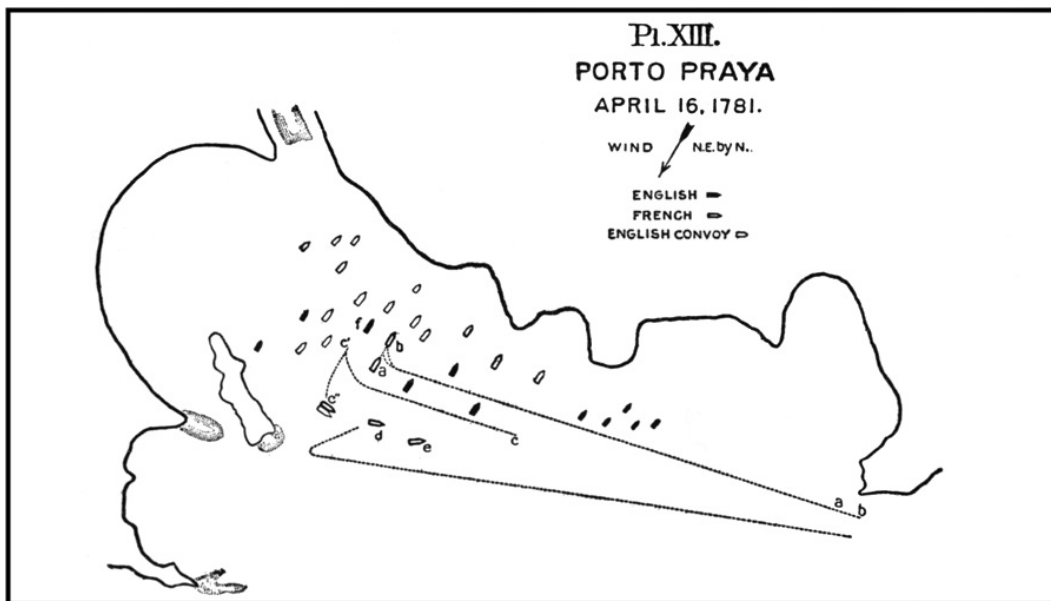 Pl. XIII.
PORTO PRAYA
APRIL 16, 1781.
WIND N.E. by N.
ENGLISH
FRENCH
ENGLISH CONVOY
f
c'
b
a
c"
d
e
c
a
b